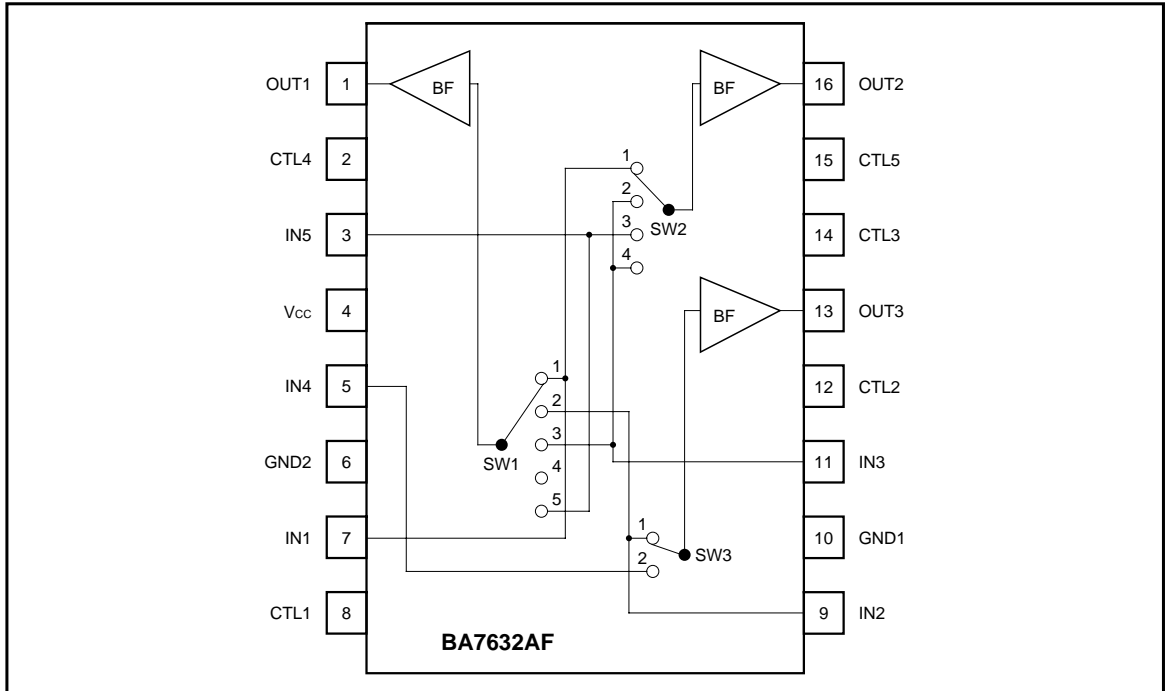 OUT1 1 BF BF 16 OUT2
CTL4 2 1 15 CTL5
2
IN5 3 3 SW2 14 CTL3
4
Vcc 4 BF 13 OUT3
IN4 5 1 12 CTL2
2
GND2 6 3 11 IN3
SW1 4
5
IN1 7 1 10 GND1
2 SW3
CTL1 8 9 IN2
BA7632AF